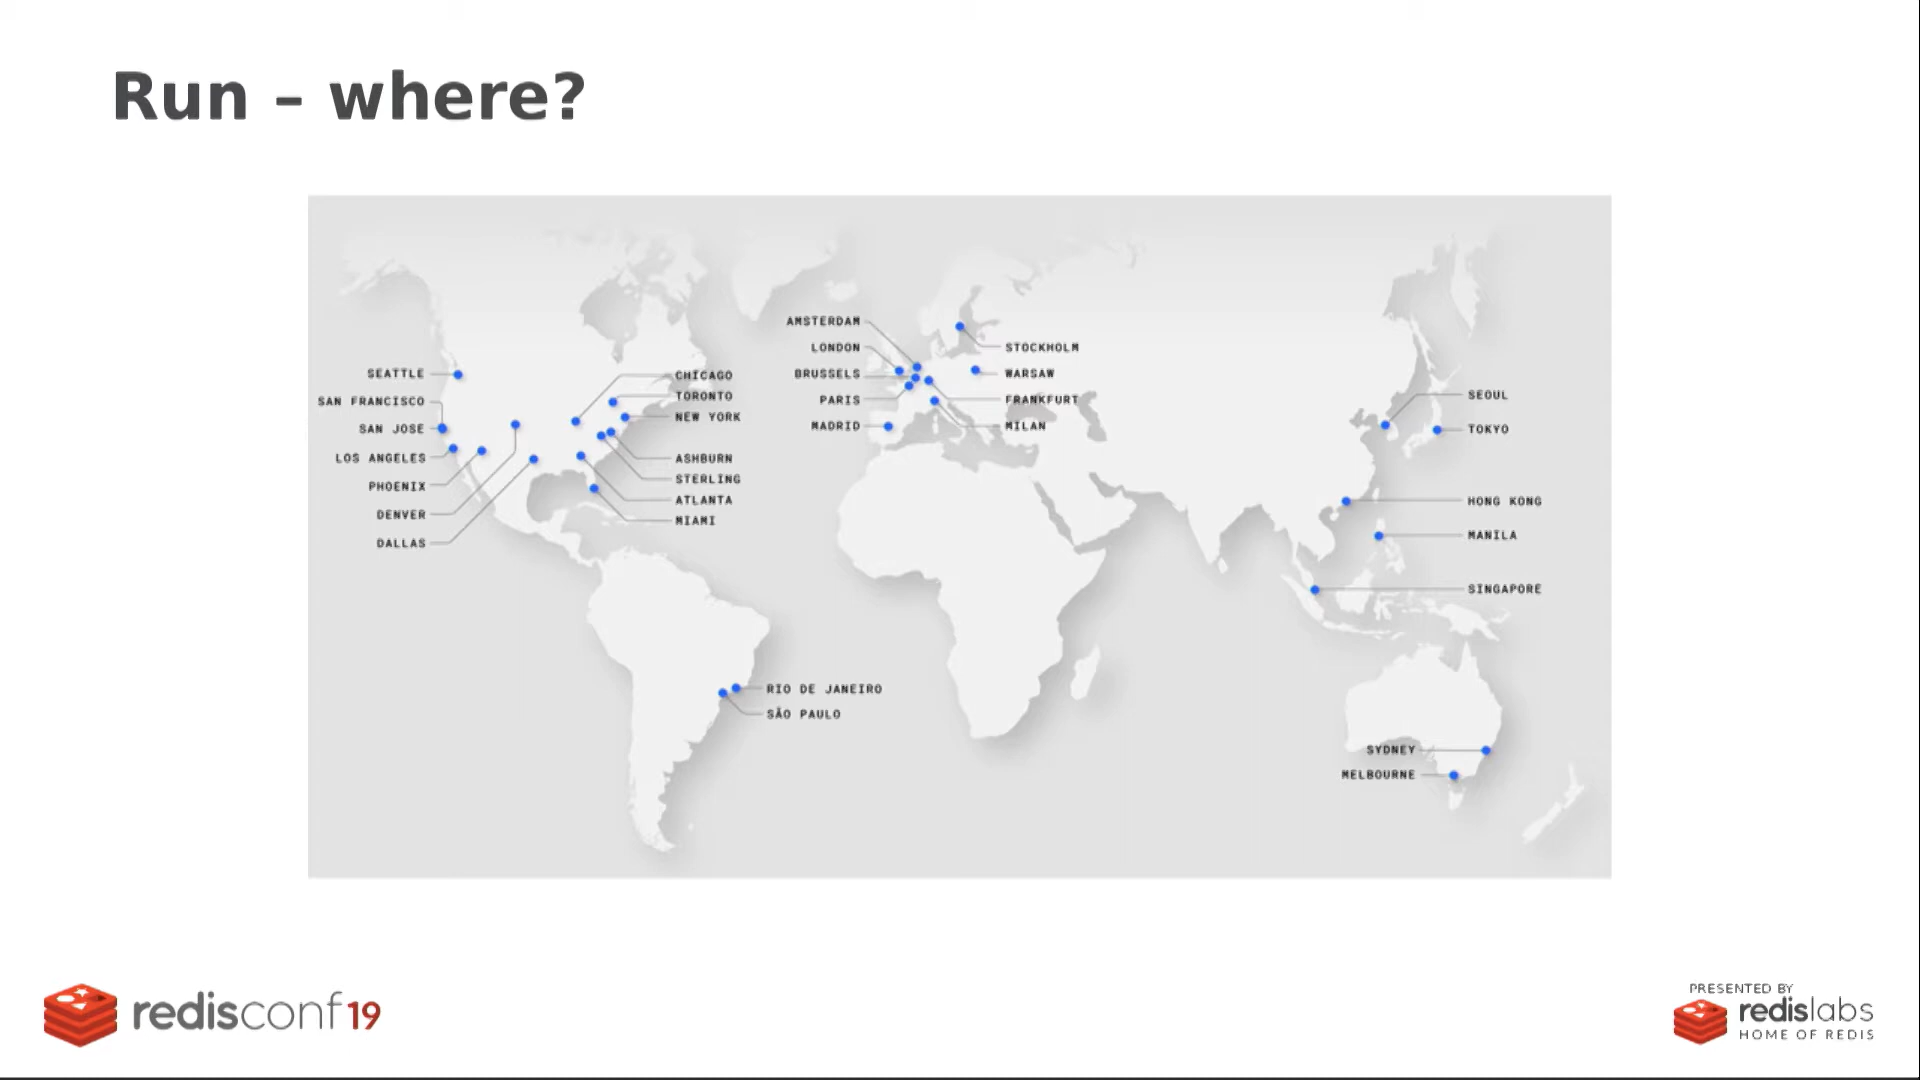 Run – where?
SEATTLE
SAN FRANCISCO
SAN JOSE
LOS ANGELES
PHOENIX
DENVER
DALLAS
CHICAGO
TORONTO
NEW YORK
ASHBURN
STERLING
ATLANTA
MIAMI
RIO DE JANEIRO
SÃO PAULO
AMSTERDAM
LONDON
BRUSSELS
PARIS
MADRID
STOCKHOLM
WARSAW
FRANKFURT
MILAN
SEOUL
TOKYO
HONG KONG
MANILA
SINGAPORE
SYDNEY
MELBOURNE
redisconf19
PRESENTED BY
redislabs
HOME OF REDIS